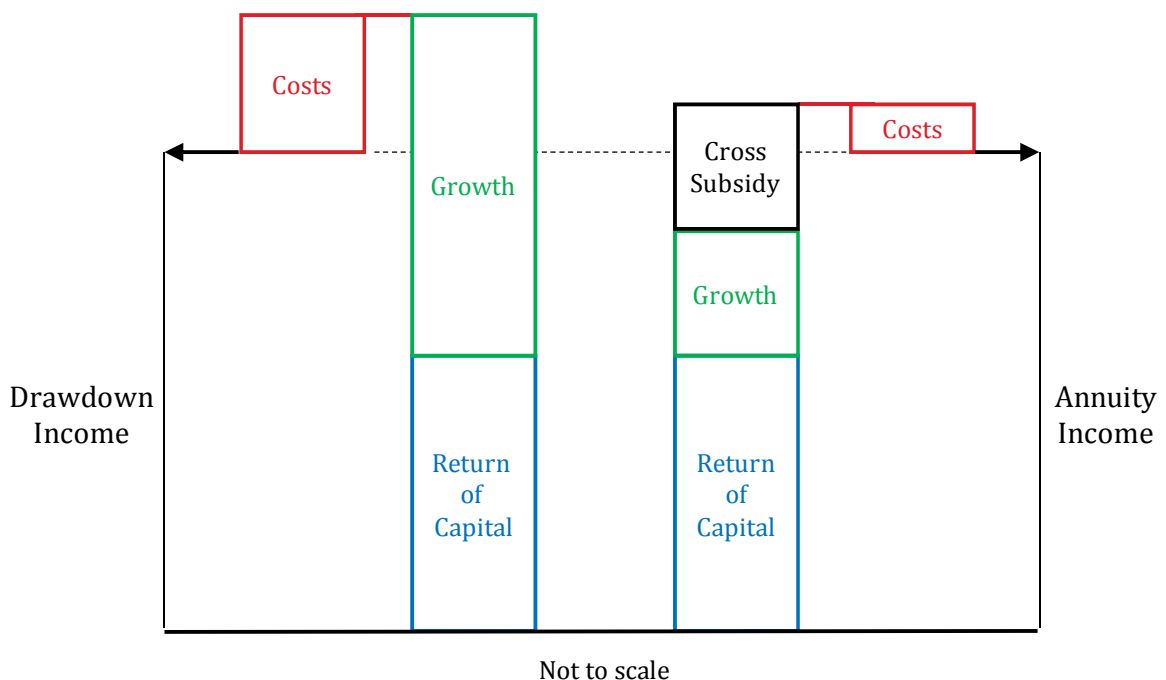 Costs
Growth
Cross
Subsidy
Costs
Growth
Drawdown
Income
Return
of
Capital
Return
of
Capital
Annuity
Income
Not to scale